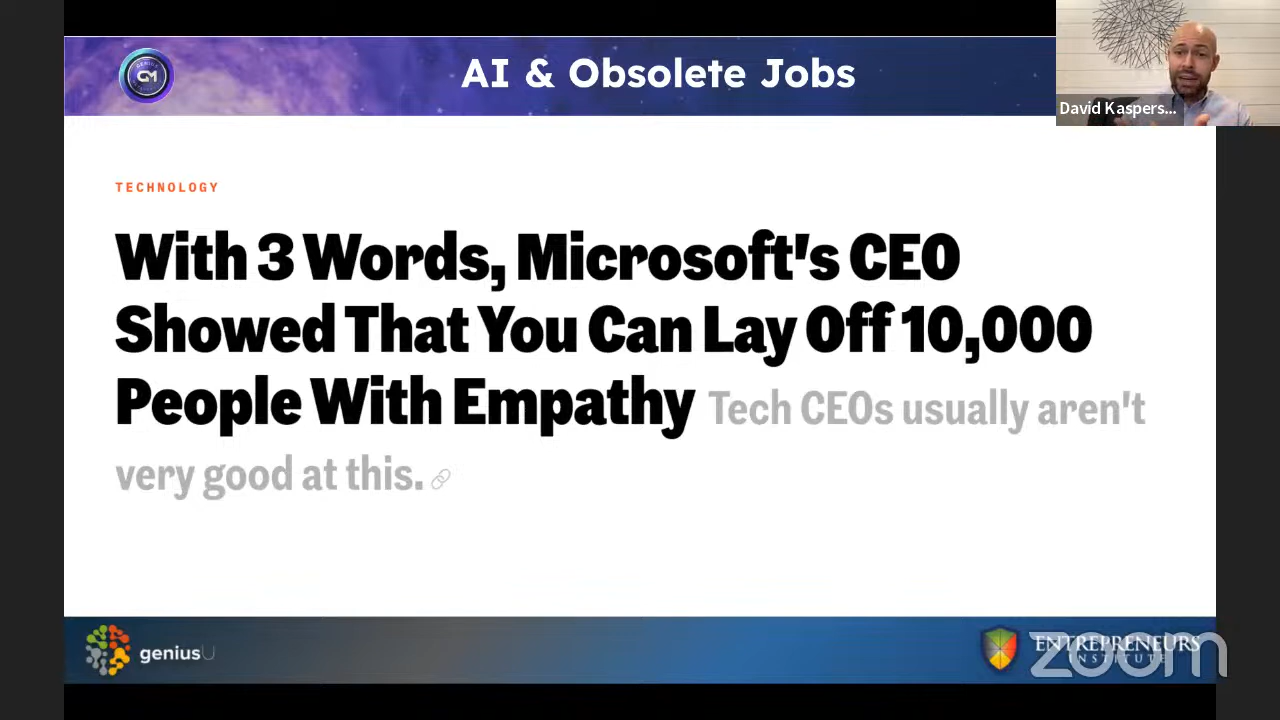 AI & Obsolete Jobs
David Kaspers...
TECHNOLOGY
With 3 Words, Microsoft's CEO
Showed That You Can Lay Off 10,000
People With Empathy Tech CEOs usually aren't
very good at this.
geniusU
ENTREPRENEURS
INSTITUTE
zoom